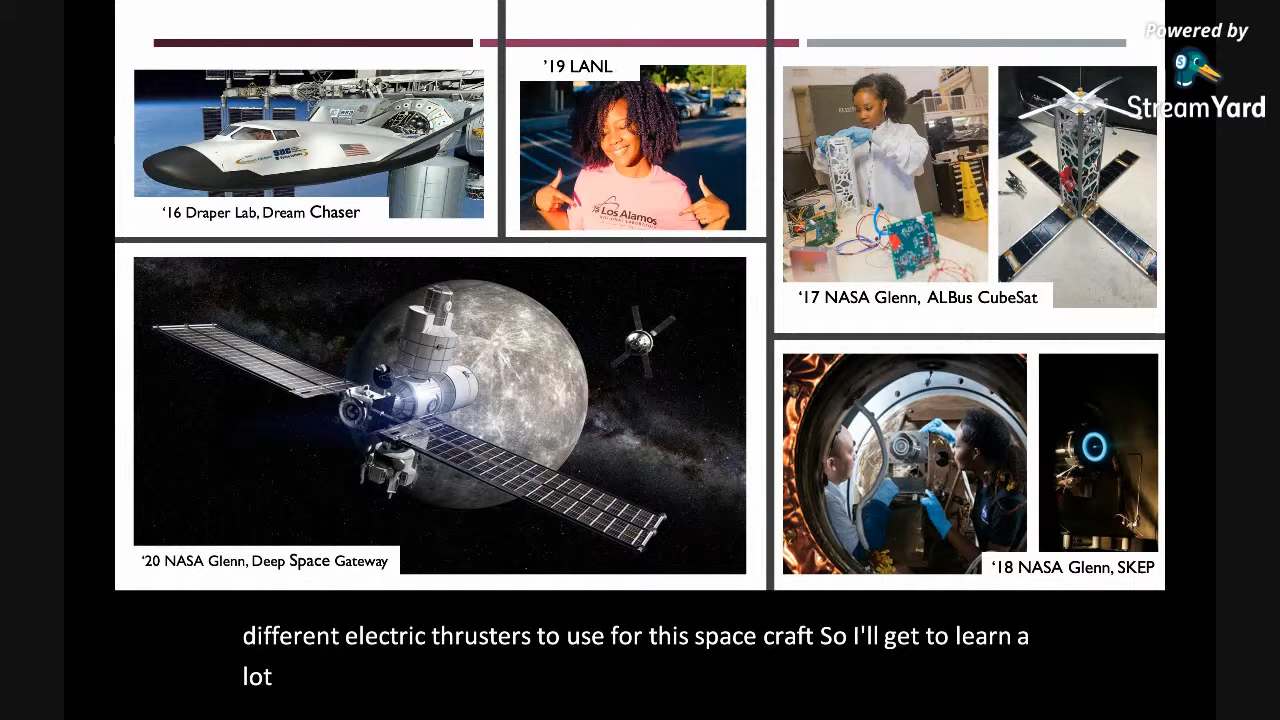 Powered by
StreamYard
'19 LANL
Los Alamos
NATIONAL LABORATORY
'16 Draper Lab, Dream Chaser
'17 NASA Glenn, ALBus CubeSat
'20 NASA Glenn, Deep Space Gateway
'18 NASA Glenn, SKEP
different electric thrusters to use for this space craft So I'll get to learn a
lot